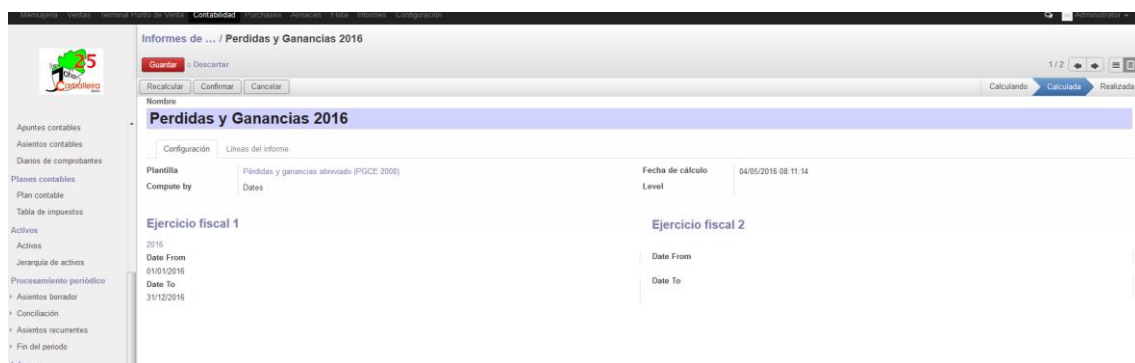 Mensajería Ventas Terminal Punto de Venta Contabilidad Purchases Almacén Flota Informes Configuración Administrator
Informes de ... / Perdidas y Ganancias 2016
25
Carballeira
Guardar o Descartar
1 / 2
Recalcular Confirmar Cancelar
Calculando Calculada Realizada
Nombre
Perdidas y Ganancias 2016
Configuración Líneas del informe
Plantilla Pérdidas y ganancias abreviado (PGCE 2008)
Fecha de cálculo 04/05/2016 08:11:14
Compute by Dates
Level
Ejercicio fiscal 1
Ejercicio fiscal 2
2016
Date From
01/01/2016
Date To
31/12/2016
Date From
Date To
Apuntes contables
Asientos contables
Diarios de comprobantes
Planes contables
Plan contable
Tabla de impuestos
Activos
Activos
Jerarquía de activos
Procesamiento periódico
Asientos borrador
Conciliación
Asientos recurrentes
Fin del periodo